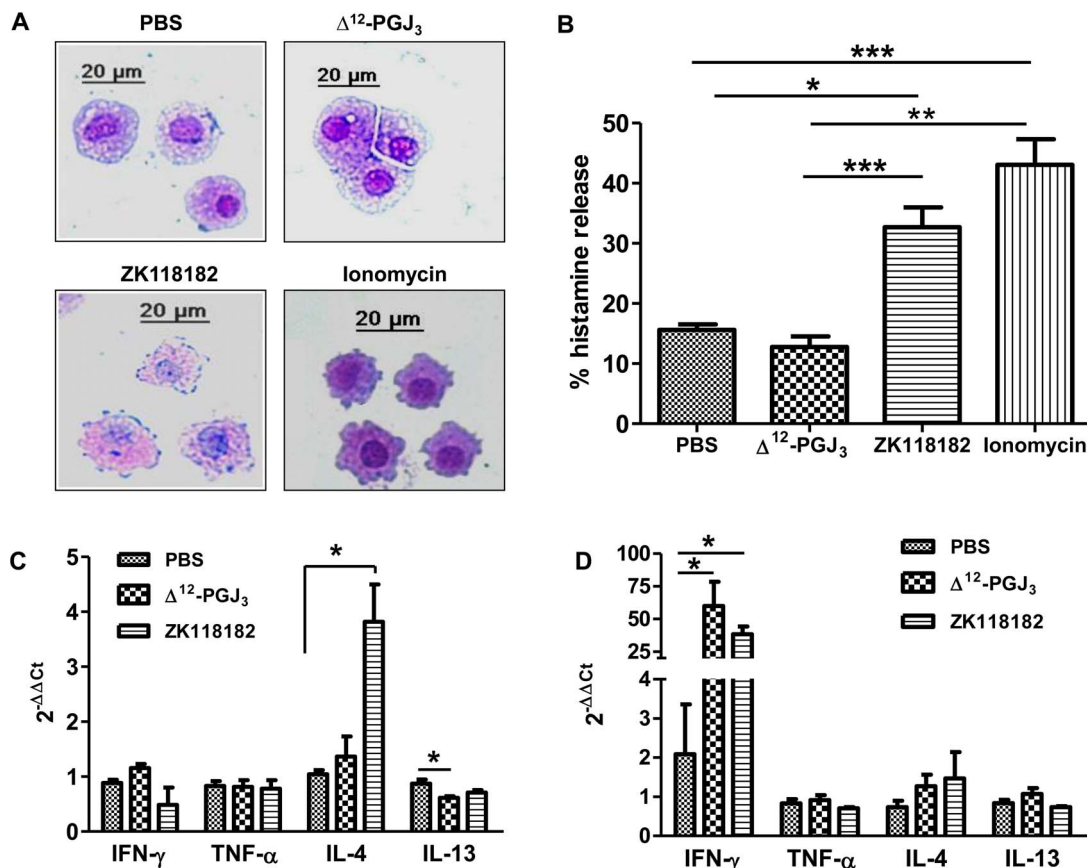 A
PBS
Δ¹²-PGJ₃
20 µm
20 µm
ZK118182
Ionomycin
20 µm
20 µm
B
***
*
**
***
% histamine release
50
40
30
20
10
0
PBS
Δ¹²-PGJ₃
ZK118182
Ionomycin
C
PBS
Δ¹²-PGJ₃
ZK118182
*
*
2^-ΔΔCt
5
4
3
2
1
0
IFN-γ
TNF-α
IL-4
IL-13
D
PBS
Δ¹²-PGJ₃
ZK118182
*
*
2^-ΔΔCt
100
75
50
25
4
3
2
1
0
IFN-γ
TNF-α
IL-4
IL-13